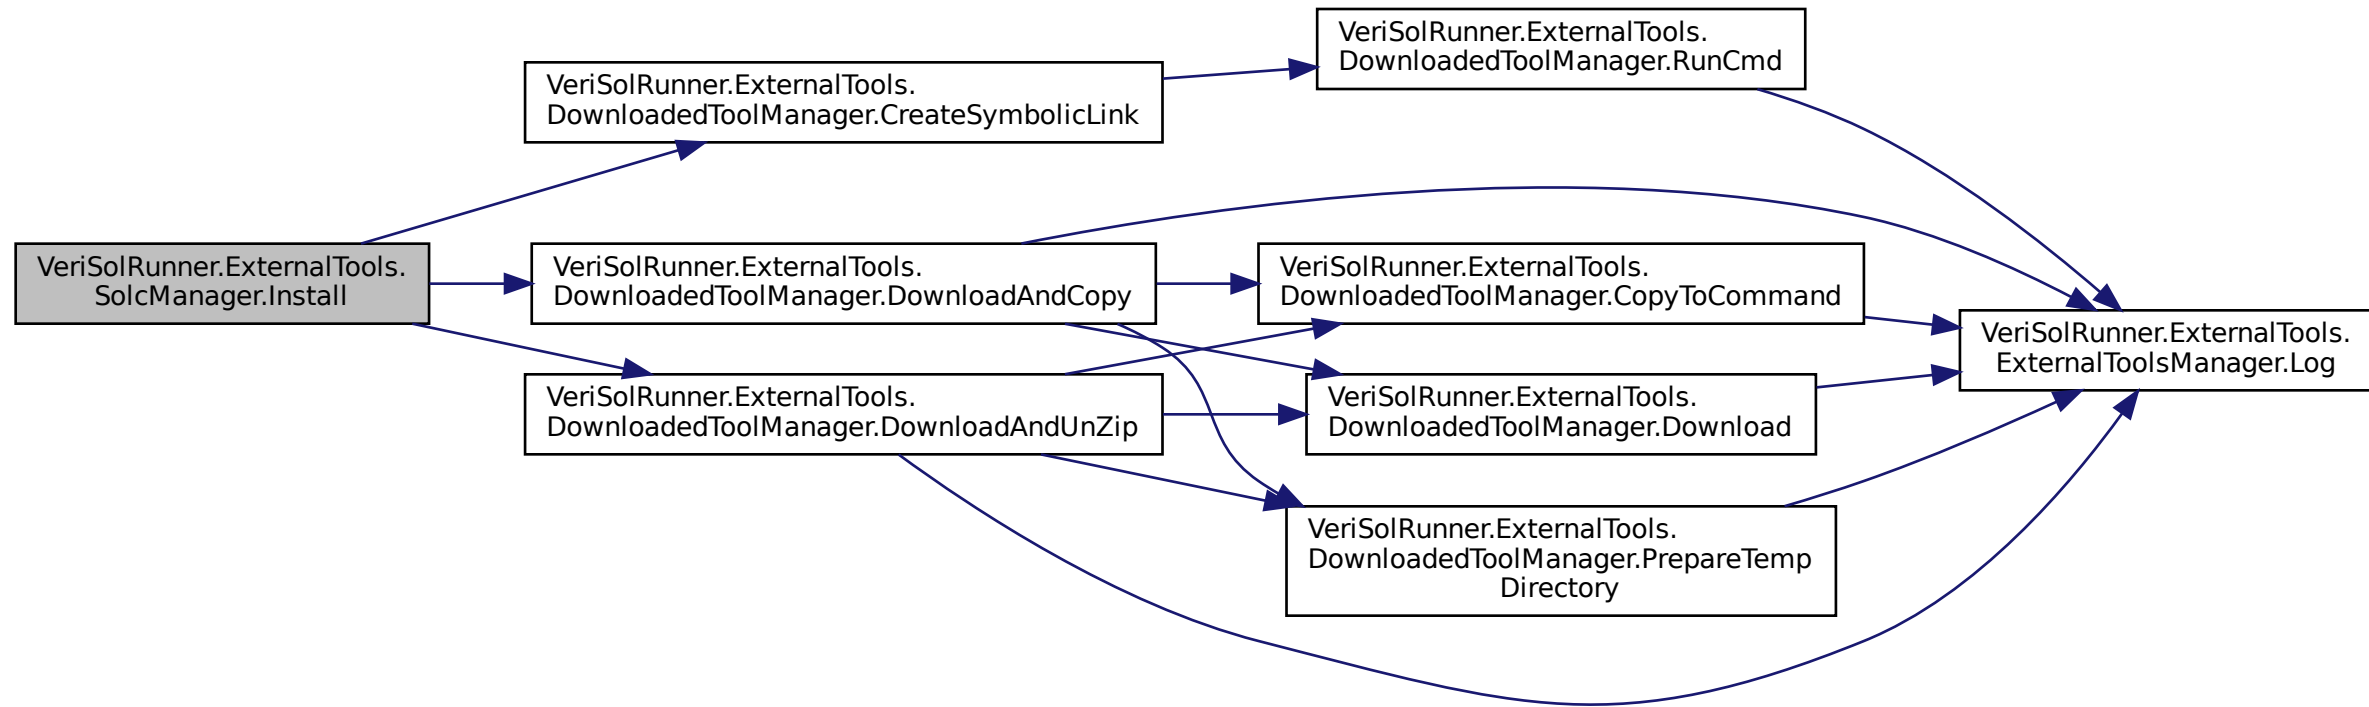 VeriSolRunner.ExternalTools.
SolcManager.Install
VeriSolRunner.ExternalTools.
DownloadedToolManager.CreateSymbolicLink
VeriSolRunner.ExternalTools.
DownloadedToolManager.DownloadAndCopy
VeriSolRunner.ExternalTools.
DownloadedToolManager.DownloadAndUnZip
VeriSolRunner.ExternalTools.
DownloadedToolManager.RunCmd
VeriSolRunner.ExternalTools.
DownloadedToolManager.CopyToCommand
VeriSolRunner.ExternalTools.
DownloadedToolManager.Download
VeriSolRunner.ExternalTools.
DownloadedToolManager.PrepareTemp
Directory
VeriSolRunner.ExternalTools.
ExternalToolsManager.Log